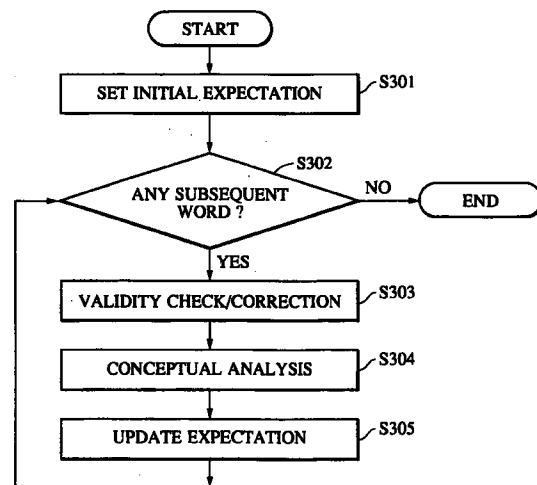 START
SET INITIAL EXPECTATION
S301
S302
ANY SUBSEQUENT
WORD ?
NO
END
YES
VALIDITY CHECK/CORRECTION
S303
CONCEPTUAL ANALYSIS
S304
UPDATE EXPECTATION
S305